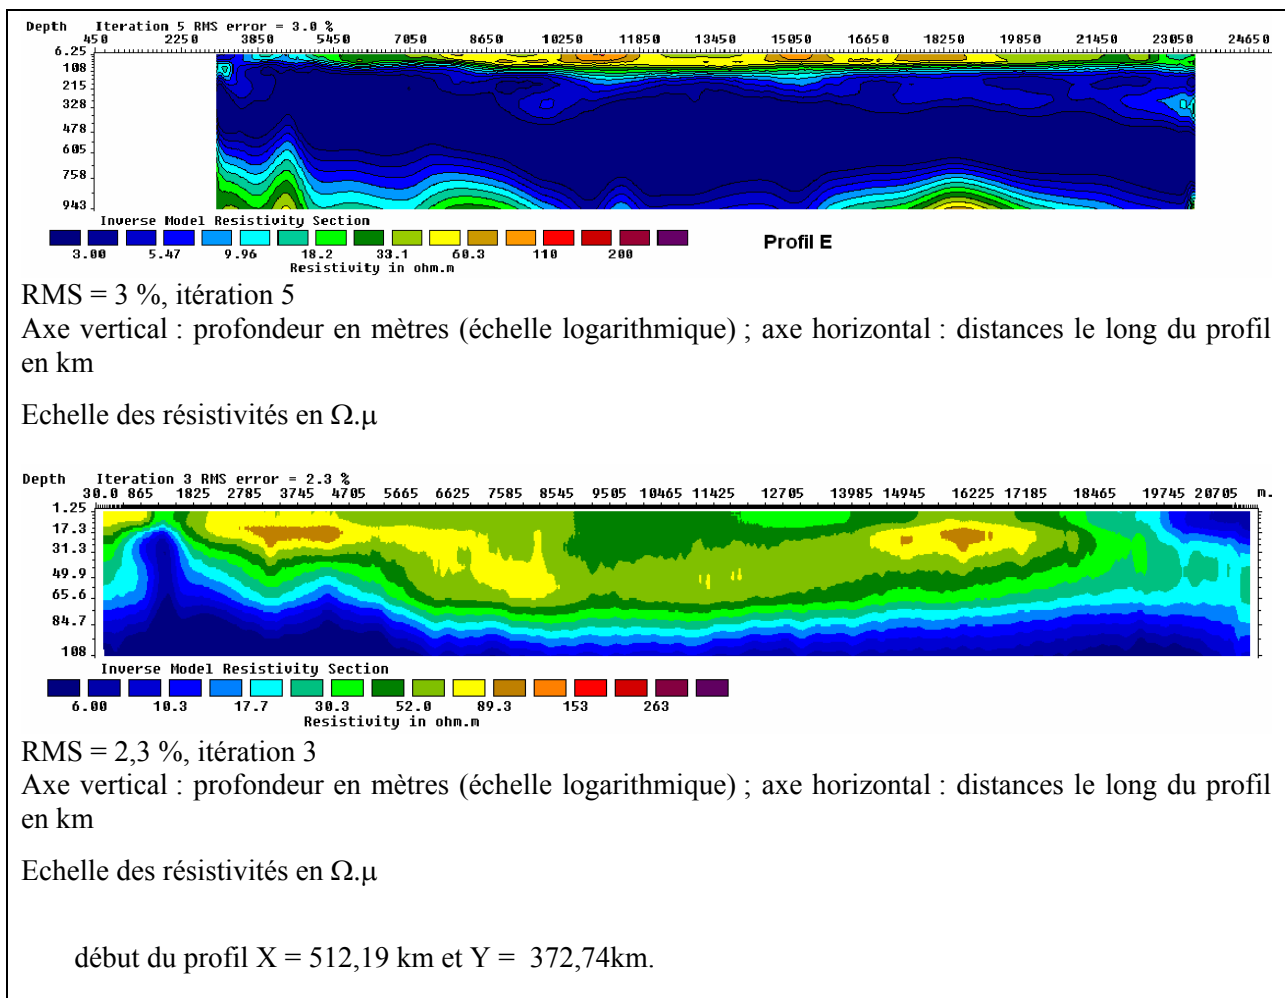 Depth Iteration 5 RMS error = 3.0 %
450 2250 3850 5450 7050 8650 10250 11850 13450 15050 16650 18250 19850 21450 23050 24650
6.25
108
215
328
478
605
758
943
Inverse Model Resistivity Section
3.00 5.47 9.96 18.2 33.1 60.3 110 200
Resistivity in ohm.m
Profil E
RMS = 3 %, itération 5
Axe vertical : profondeur en mètres (échelle logarithmique) ; axe horizontal : distances le long du profil
en km
Echelle des résistivités en Ω.μ
Depth Iteration 3 RMS error = 2.3 %
30.0 865 1825 2785 3745 4705 5665 6625 7585 8545 9505 10465 11425 12705 13985 14945 16225 17185 18465 19745 20705 m.
1.25
17.3
31.3
49.9
65.6
84.7
108
Inverse Model Resistivity Section
6.00 10.3 17.7 30.3 52.0 89.3 153 263
Resistivity in ohm.m
RMS = 2,3 %, itération 3
Axe vertical : profondeur en mètres (échelle logarithmique) ; axe horizontal : distances le long du profil
en km
Echelle des résistivités en Ω.μ
début du profil X = 512,19 km et Y = 372,74km.